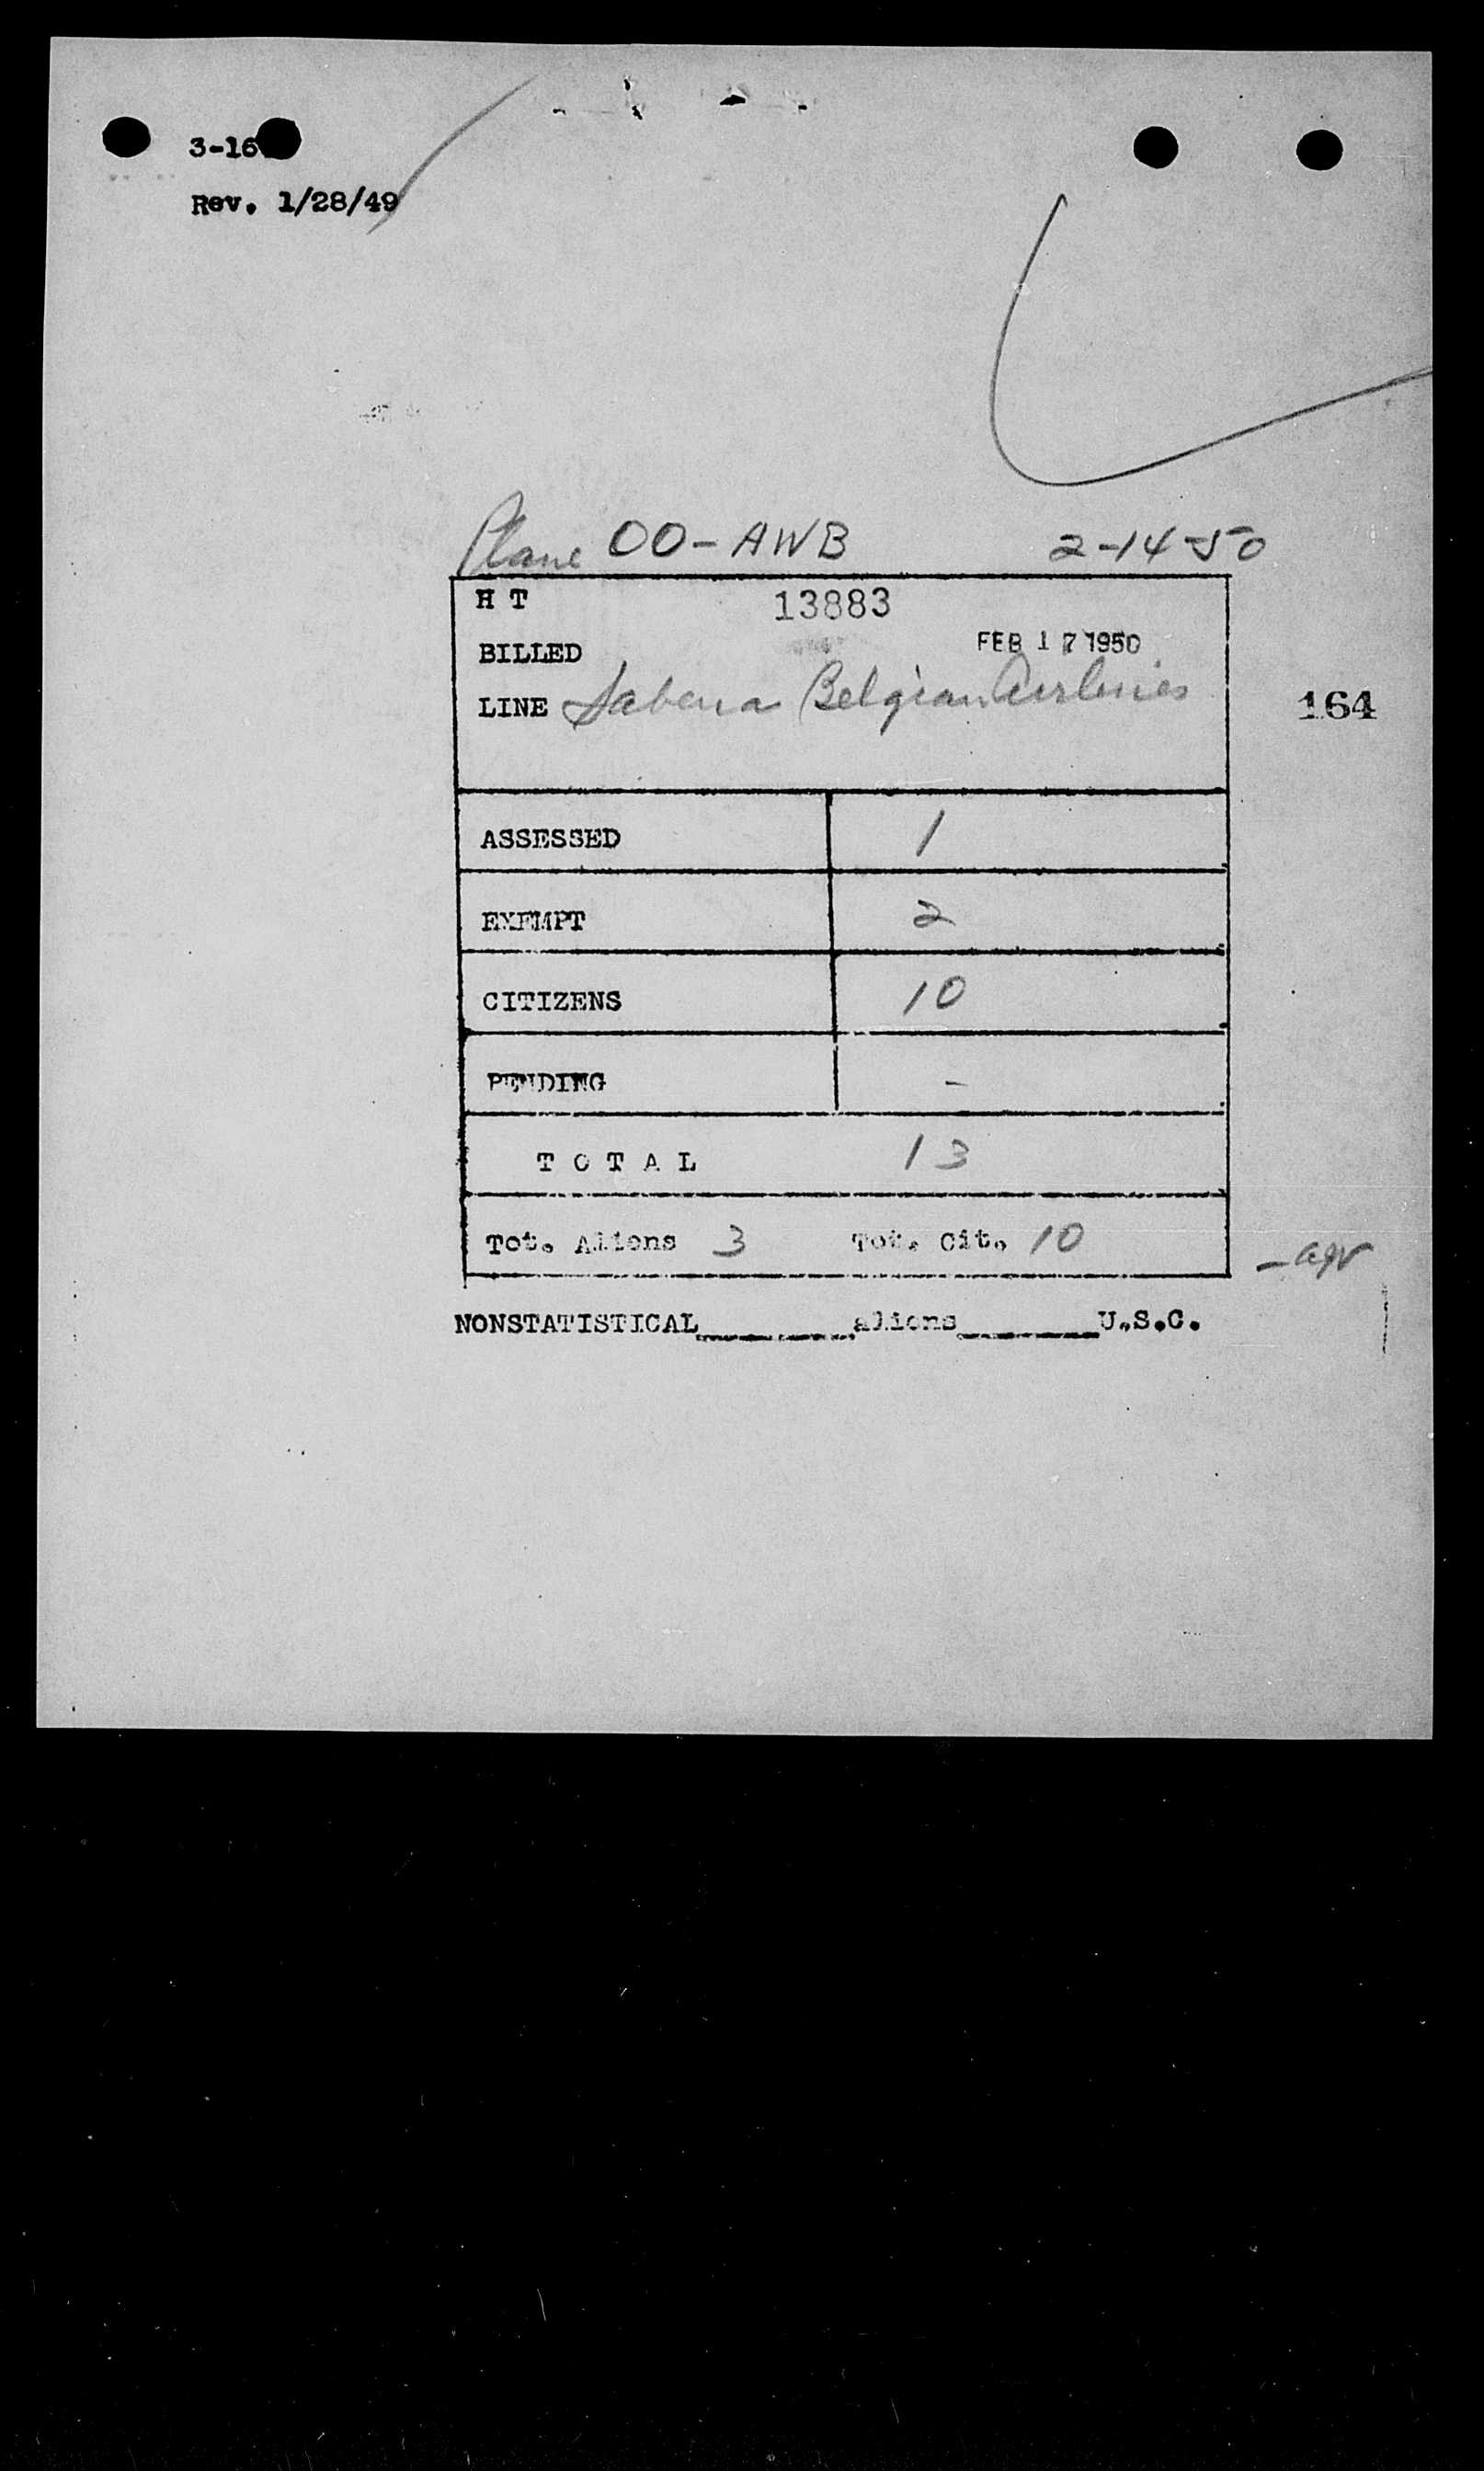 3-16
Rev. 1/28/49
Plane OO-AWB 2-14-50
H T 13883
BILLED FEB 17 1950
LINE Sabena Belgian Airlines
164
ASSESSED 1
EXEMPT 2
CITIZENS 10
PENDING -
TOTAL 13
Tot. Aliens 3 Tot. Cit. 10
NONSTATISTICAL aliens U.S.C.